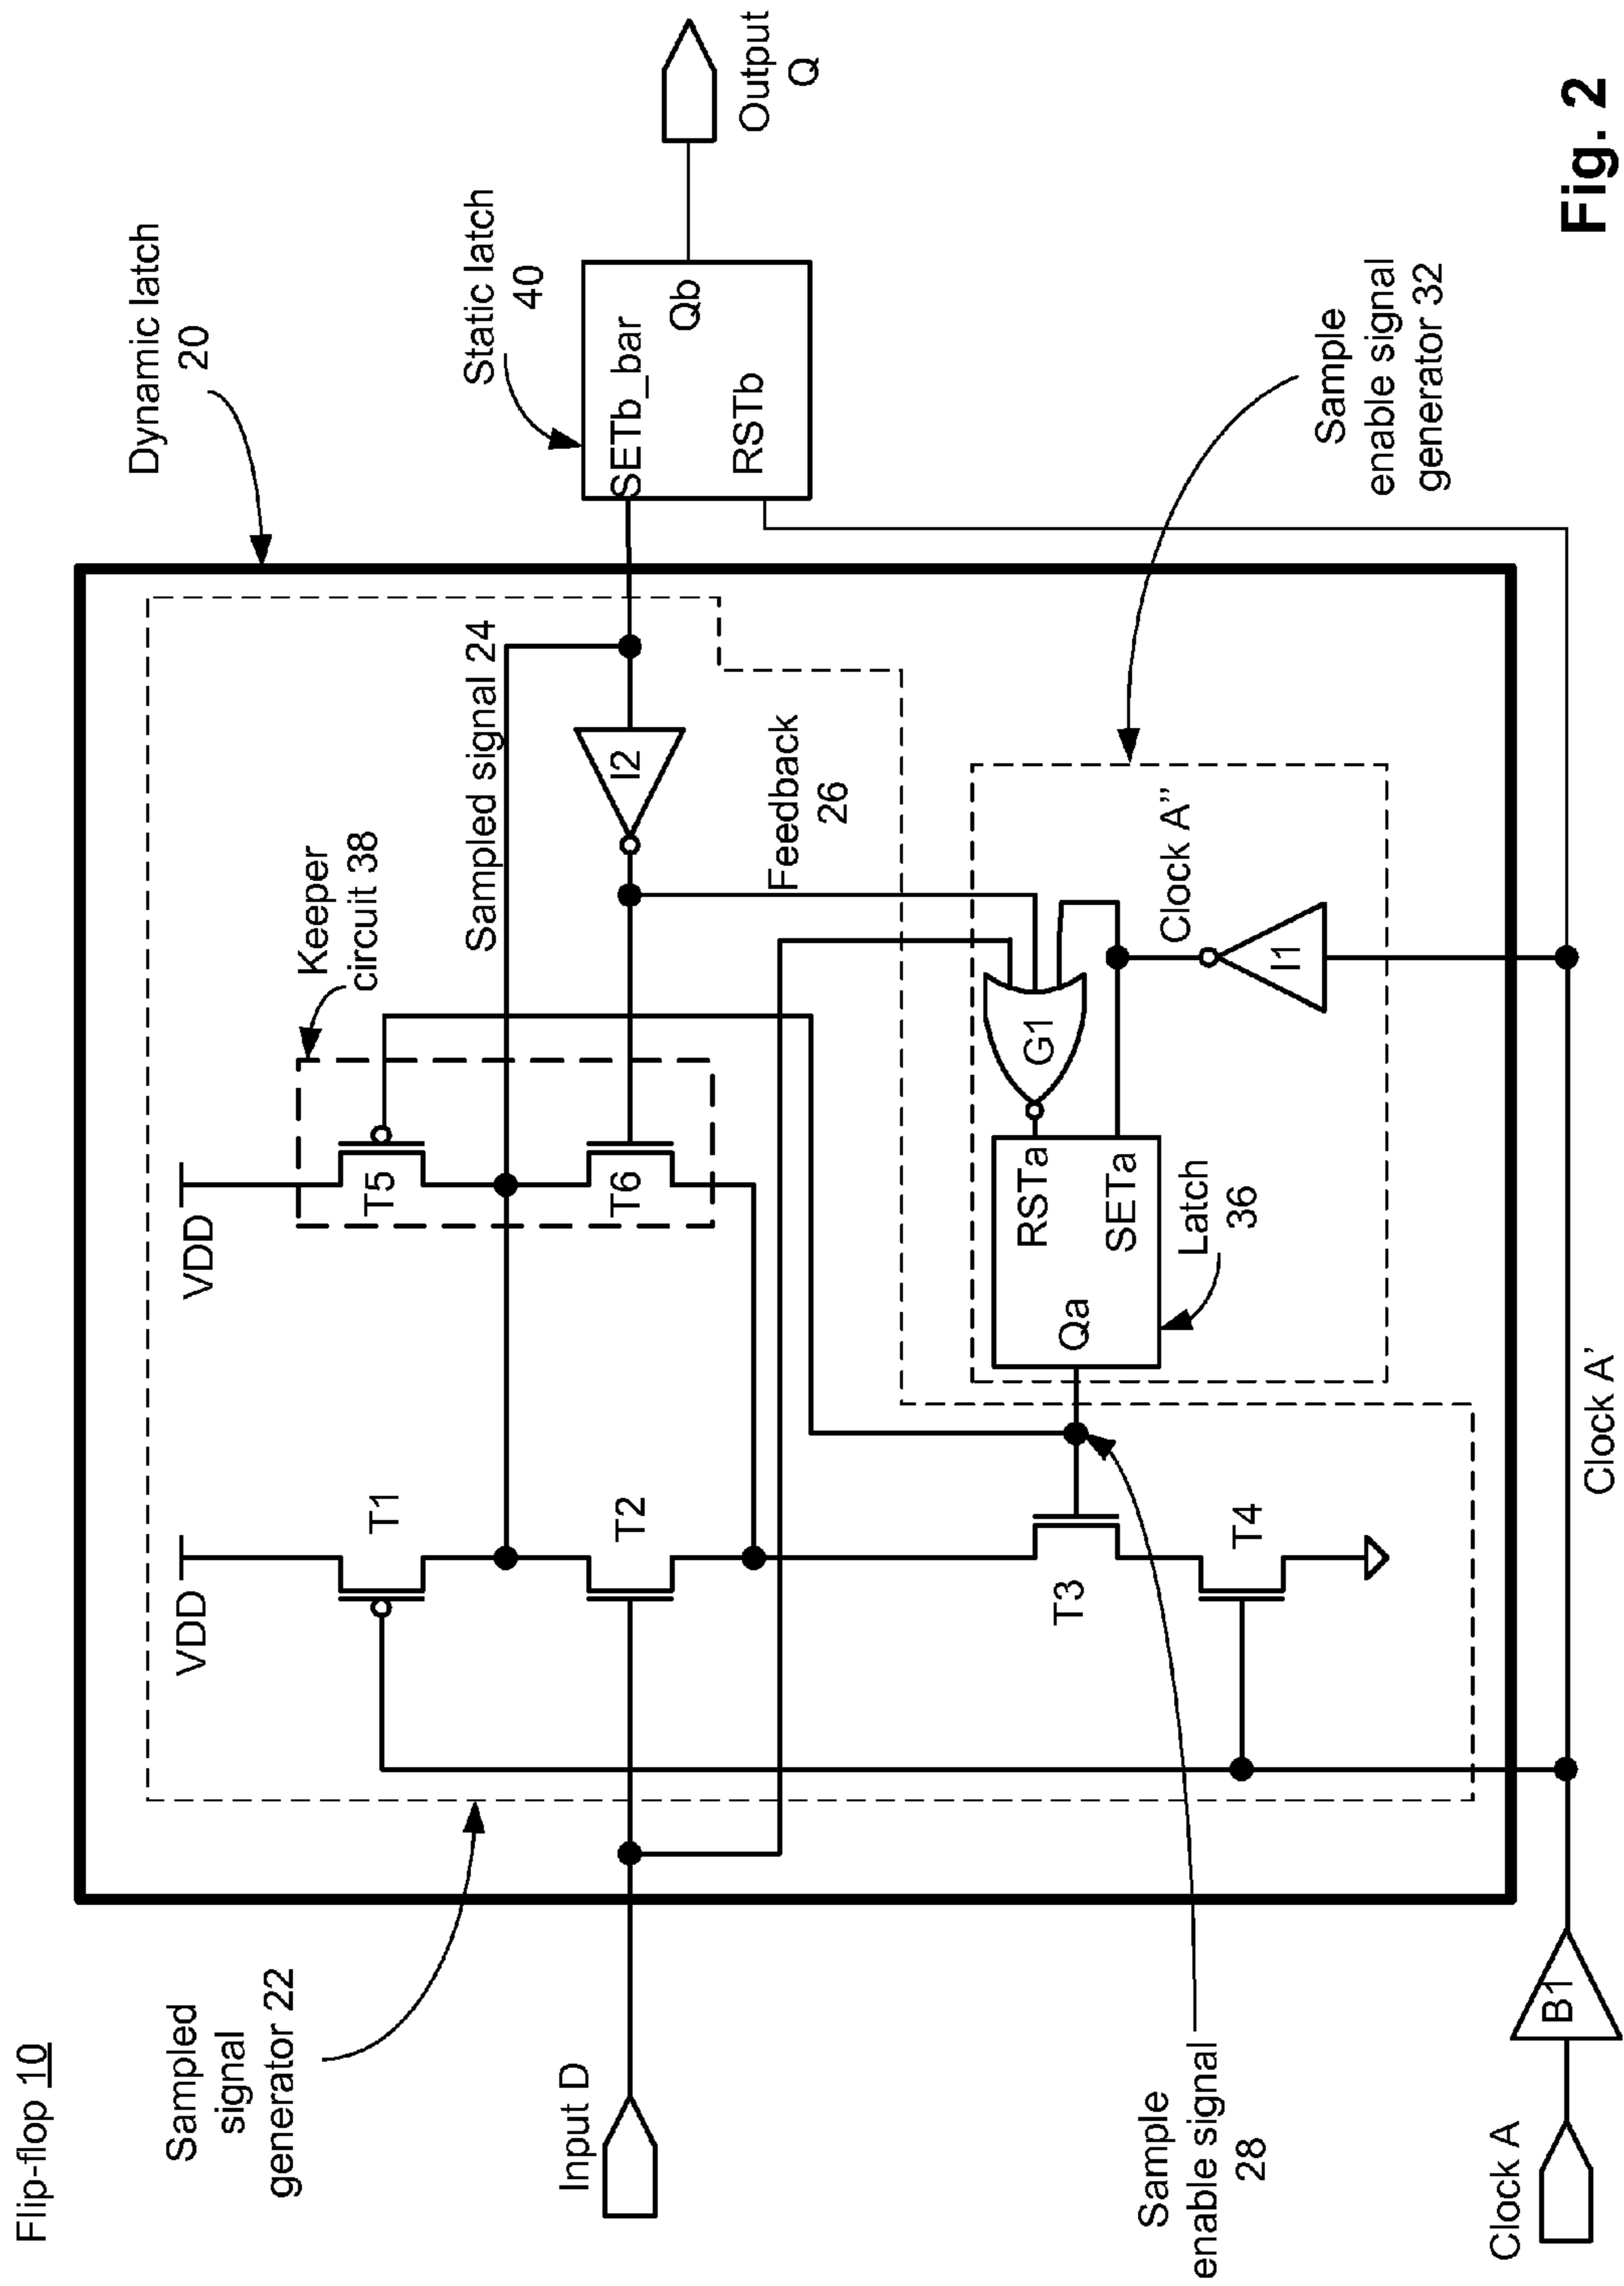 Flip-flop 10
Dynamic latch
20
Sampled
signal
generator 22
VDD
VDD
Keeper
circuit 38
T1
T5
Sampled signal 24
Static latch
40
Input D
T2
T6
I2
SETb_bar
Qb
RSTb
Output
Q
Feedback
26
T3
Qa
RSTa
SETa
G1
Clock A"
Latch
36
I1
T4
Sample
enable signal
28
Sample
enable signal
generator 32
Clock A
B1
Clock A'
Fig. 2